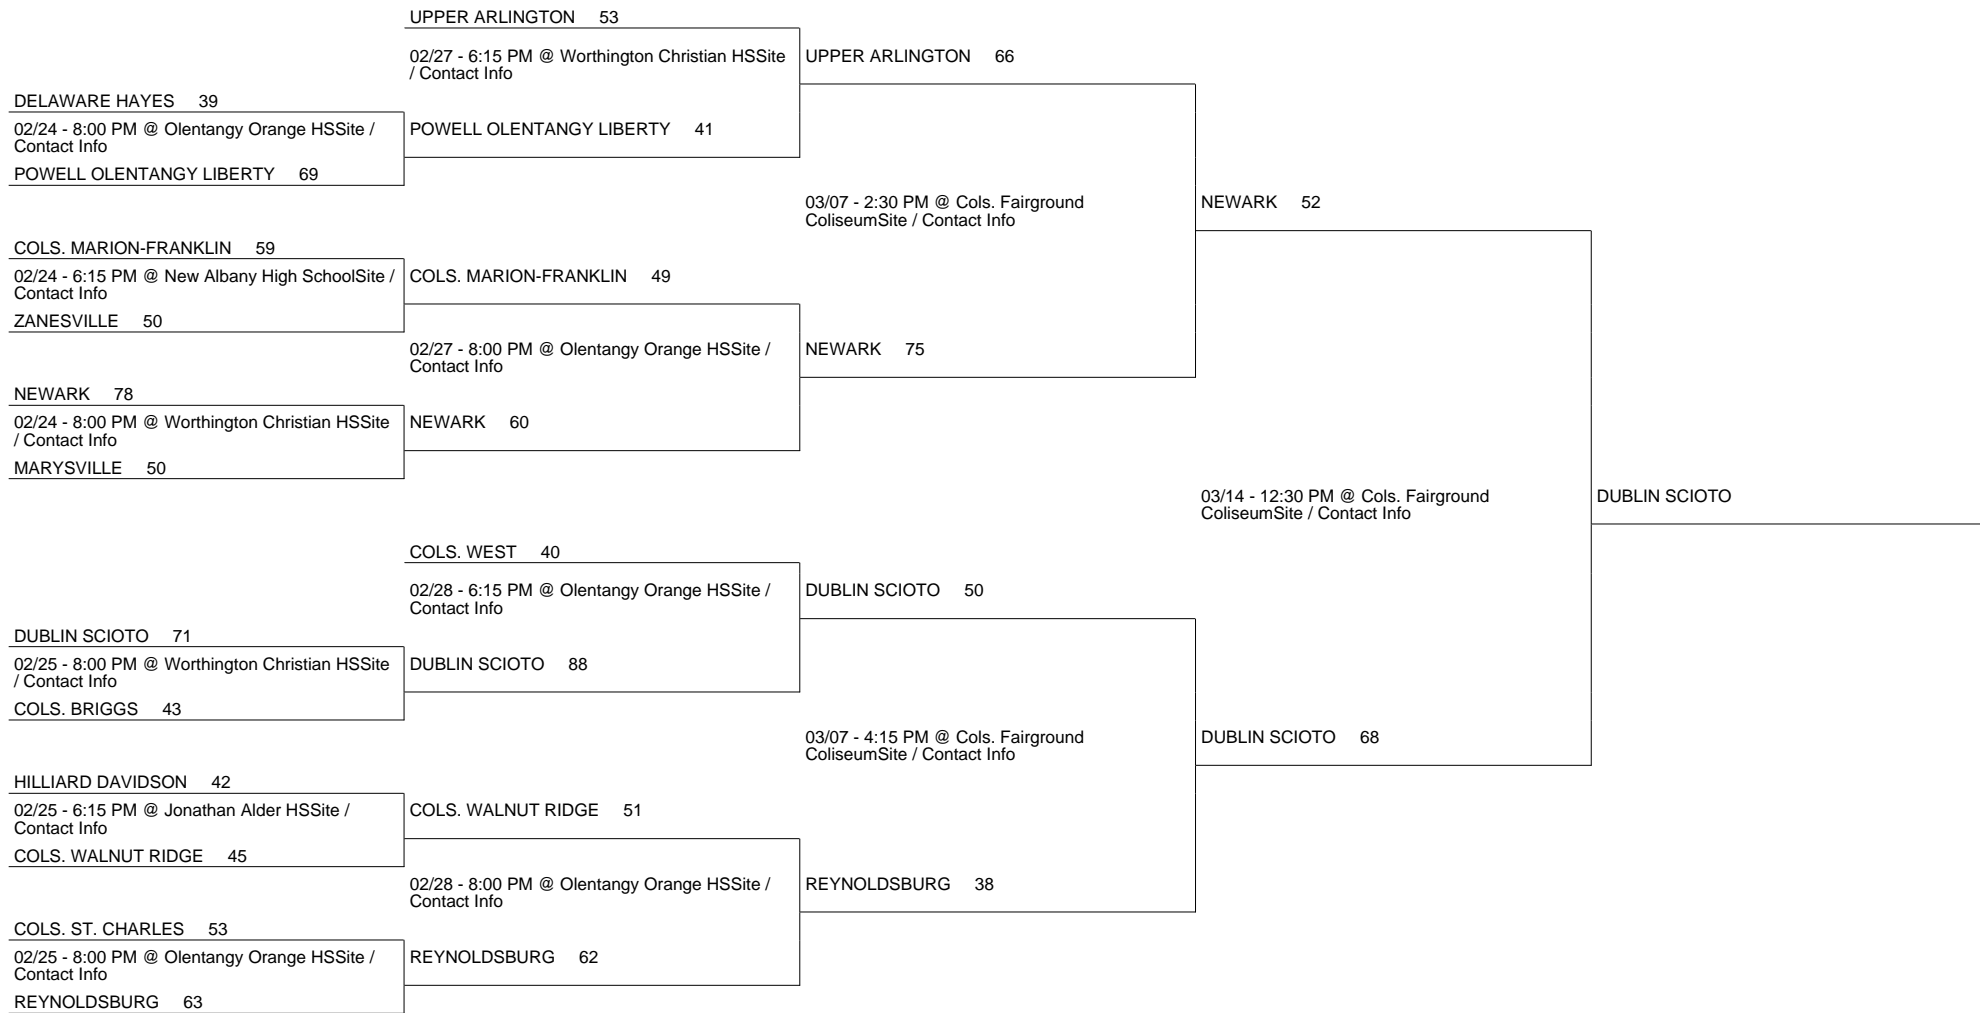 UPPER ARLINGTON 53
02/27 - 6:15 PM @ Worthington Christian HSSite
/ Contact Info
UPPER ARLINGTON 66
DELAWARE HAYES 39
02/24 - 8:00 PM @ Olentangy Orange HSSite /
Contact Info
POWELL OLENTANGY LIBERTY 41
POWELL OLENTANGY LIBERTY 69
03/07 - 2:30 PM @ Cols. Fairground
ColiseumSite / Contact Info
NEWARK 52
COLS. MARION-FRANKLIN 59
02/24 - 6:15 PM @ New Albany High SchoolSite /
Contact Info
COLS. MARION-FRANKLIN 49
ZANESVILLE 50
02/27 - 8:00 PM @ Olentangy Orange HSSite /
Contact Info
NEWARK 75
NEWARK 78
02/24 - 8:00 PM @ Worthington Christian HSSite
/ Contact Info
NEWARK 60
MARYSVILLE 50
03/14 - 12:30 PM @ Cols. Fairground
ColiseumSite / Contact Info
DUBLIN SCIOTO
COLS. WEST 40
02/28 - 6:15 PM @ Olentangy Orange HSSite /
Contact Info
DUBLIN SCIOTO 50
DUBLIN SCIOTO 71
02/25 - 8:00 PM @ Worthington Christian HSSite
/ Contact Info
DUBLIN SCIOTO 88
COLS. BRIGGS 43
03/07 - 4:15 PM @ Cols. Fairground
ColiseumSite / Contact Info
DUBLIN SCIOTO 68
HILLIARD DAVIDSON 42
02/25 - 6:15 PM @ Jonathan Alder HSSite /
Contact Info
COLS. WALNUT RIDGE 51
COLS. WALNUT RIDGE 45
02/28 - 8:00 PM @ Olentangy Orange HSSite /
Contact Info
REYNOLDSBURG 38
COLS. ST. CHARLES 53
02/25 - 8:00 PM @ Olentangy Orange HSSite /
Contact Info
REYNOLDSBURG 62
REYNOLDSBURG 63